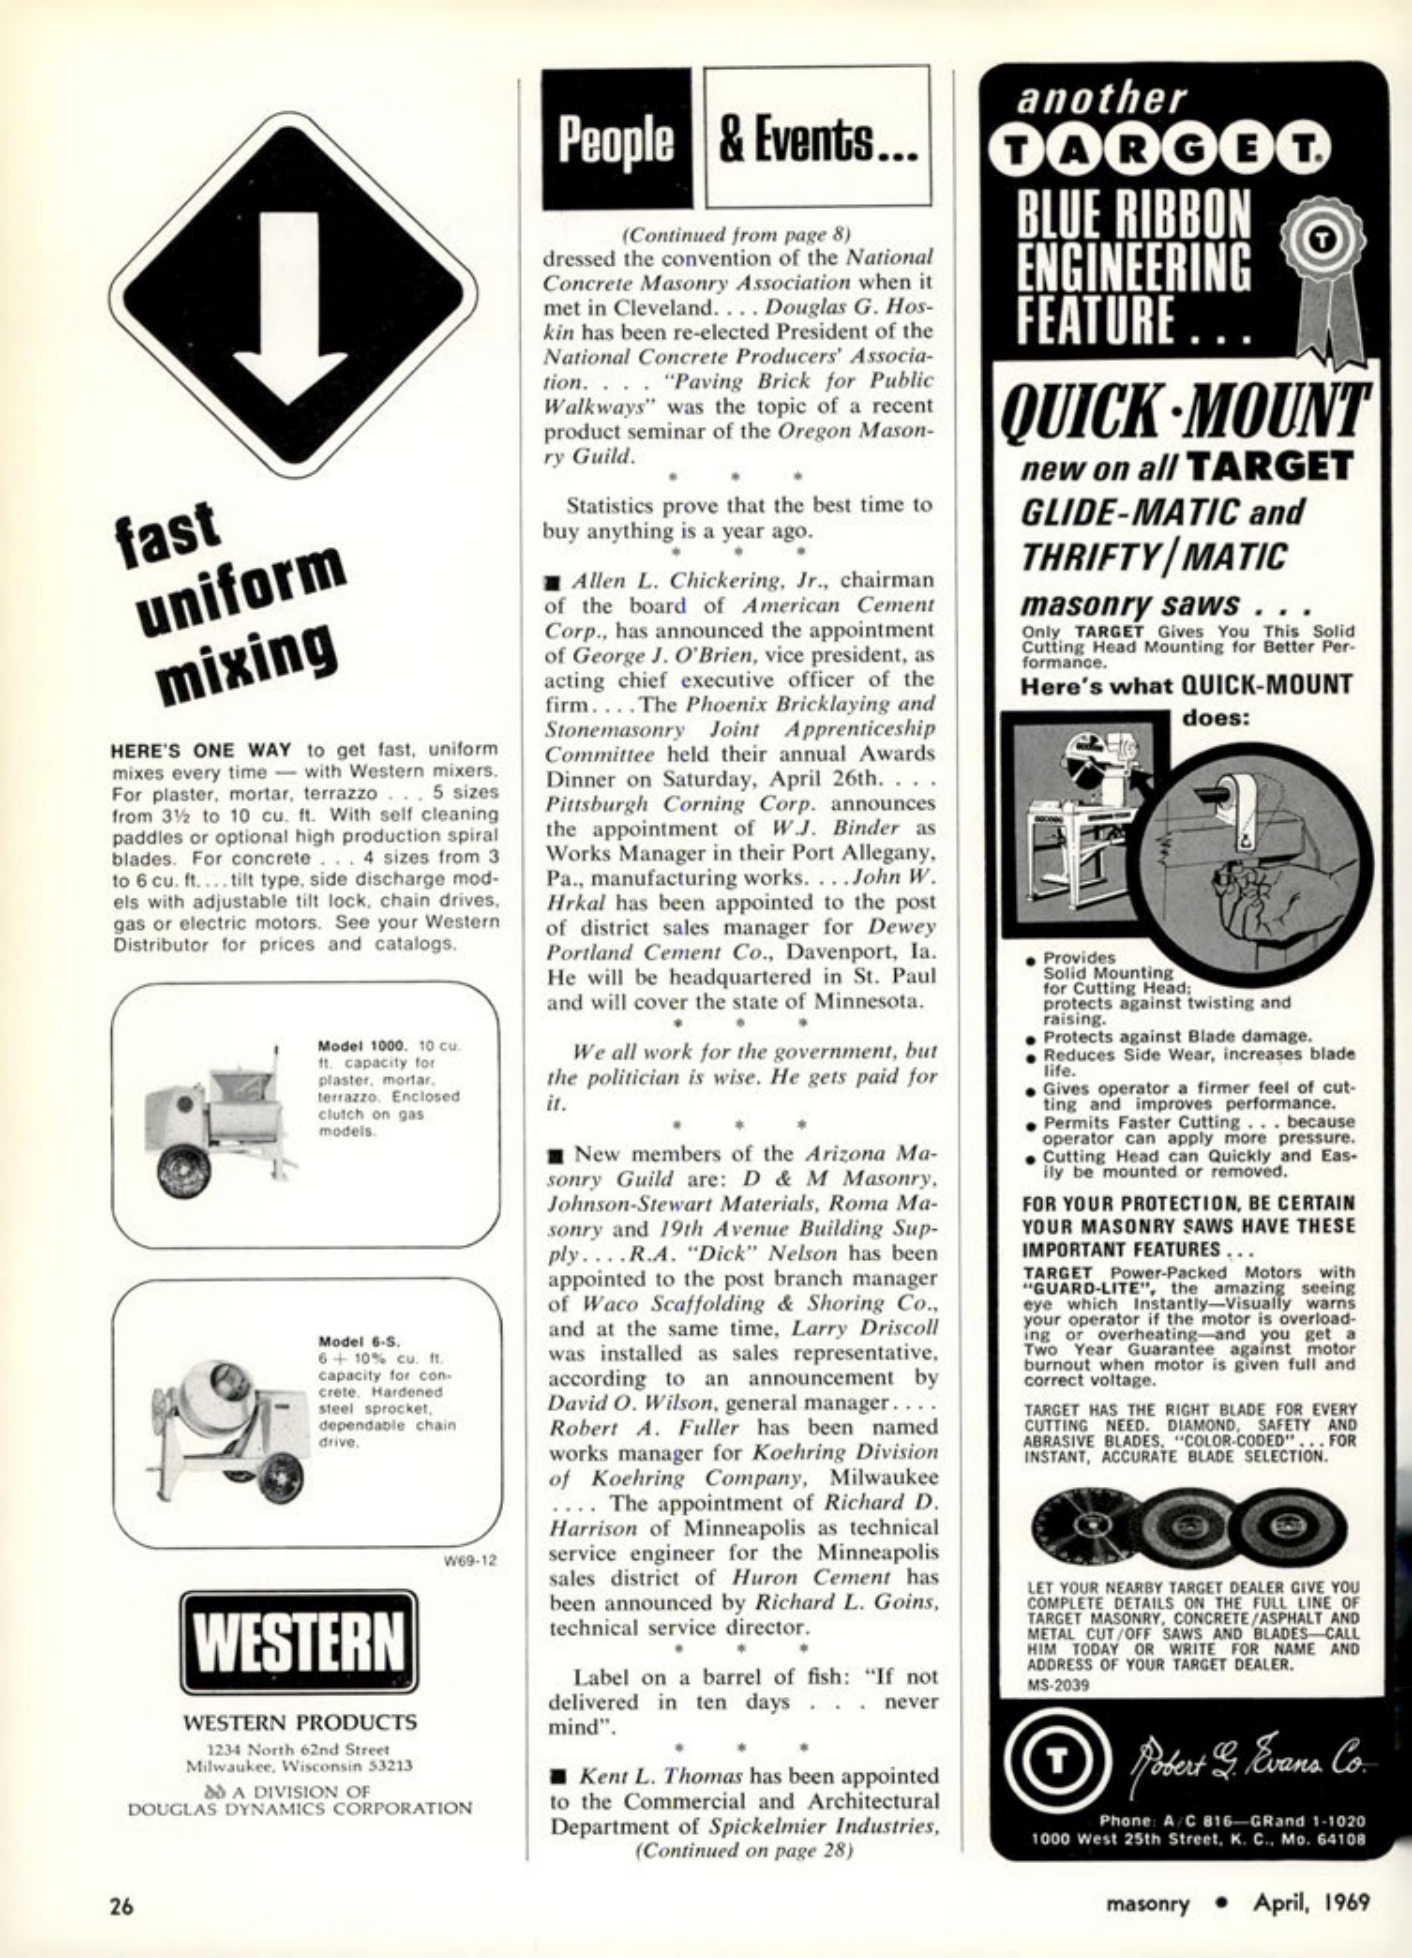 fast
uniform
mixing
HERE'S ONE WAY to get fast, uniform
mixes every time — with Western mixers.
For plaster, mortar, terrazzo . . . 5 sizes
from 3½ to 10 cu. ft. With self cleaning
paddles or optional high production spiral
blades. For concrete . . . 4 sizes from 3
to 6 cu. ft. . . . tilt type, side discharge mod-
els with adjustable tilt lock, chain drives,
gas or electric motors. See your Western
Distributor for prices and catalogs.
Model 1000. 10 cu.
ft. capacity for
plaster, mortar,
terrazzo. Enclosed
clutch on gas
models.
Model 6-S.
6 + 10% cu. ft.
capacity for con-
crete. Hardened
steel sprocket,
dependable chain
drive.
W69-12
WESTERN
WESTERN PRODUCTS
1234 North 62nd Street
Milwaukee, Wisconsin 53213
A DIVISION OF
DOUGLAS DYNAMICS CORPORATION
People & Events...
(Continued from page 8)
dressed the convention of the National
Concrete Masonry Association when it
met in Cleveland. . . . Douglas G. Hos-
kin has been re-elected President of the
National Concrete Producers' Associa-
tion. . . . "Paving Brick for Public
Walkways" was the topic of a recent
product seminar of the Oregon Mason-
ry Guild.
* * *
Statistics prove that the best time to
buy anything is a year ago.
* * *
■ Allen L. Chickering, Jr., chairman
of the board of American Cement
Corp., has announced the appointment
of George J. O'Brien, vice president, as
acting chief executive officer of the
firm. . . . The Phoenix Bricklaying and
Stonemasonry Joint Apprenticeship
Committee held their annual Awards
Dinner on Saturday, April 26th. . . .
Pittsburgh Corning Corp. announces
the appointment of W.J. Binder as
Works Manager in their Port Allegany,
Pa., manufacturing works. . . . John W.
Hrkal has been appointed to the post
of district sales manager for Dewey
Portland Cement Co., Davenport, Ia.
He will be headquartered in St. Paul
and will cover the state of Minnesota.
* * *
We all work for the government, but
the politician is wise. He gets paid for
it.
* * *
■ New members of the Arizona Ma-
sonry Guild are: D & M Masonry,
Johnson-Stewart Materials, Roma Ma-
sonry and 19th Avenue Building Sup-
ply. . . . R.A. "Dick" Nelson has been
appointed to the post branch manager
of Waco Scaffolding & Shoring Co.,
and at the same time, Larry Driscoll
was installed as sales representative,
according to an announcement by
David O. Wilson, general manager. . . .
Robert A. Fuller has been named
works manager for Koehring Division
of Koehring Company, Milwaukee
. . . . The appointment of Richard D.
Harrison of Minneapolis as technical
service engineer for the Minneapolis
sales district of Huron Cement has
been announced by Richard L. Goins,
technical service director.
* * *
Label on a barrel of fish: "If not
delivered in ten days . . . never
mind".
* * *
■ Kent L. Thomas has been appointed
to the Commercial and Architectural
Department of Spickelmier Industries,
(Continued on page 28)
another
TARGET®
BLUE RIBBON
ENGINEERING
FEATURE . . .
T
QUICK·MOUNT
new on all TARGET
GLIDE-MATIC and
THRIFTY/MATIC
masonry saws . . .
Only TARGET Gives You This Solid
Cutting Head Mounting for Better Per-
formance.
Here's what QUICK-MOUNT
does:
● Provides
Solid Mounting
for Cutting Head;
protects against twisting and
raising.
● Protects against Blade damage.
● Reduces Side Wear, increases blade
life.
● Gives operator a firmer feel of cut-
ting and improves performance.
● Permits Faster Cutting . . . because
operator can apply more pressure.
● Cutting Head can Quickly and Eas-
ily be mounted or removed.
FOR YOUR PROTECTION, BE CERTAIN
YOUR MASONRY SAWS HAVE THESE
IMPORTANT FEATURES . . .
TARGET Power-Packed Motors with
"GUARD-LITE", the amazing seeing
eye which Instantly—Visually warns
your operator if the motor is overload-
ing or overheating—and you get a
Two Year Guarantee against motor
burnout when motor is given full and
correct voltage.
TARGET HAS THE RIGHT BLADE FOR EVERY
CUTTING NEED. DIAMOND, SAFETY AND
ABRASIVE BLADES, "COLOR-CODED" . . . FOR
INSTANT, ACCURATE BLADE SELECTION.
LET YOUR NEARBY TARGET DEALER GIVE YOU
COMPLETE DETAILS ON THE FULL LINE OF
TARGET MASONRY, CONCRETE/ASPHALT AND
METAL CUT/OFF SAWS AND BLADES—CALL
HIM TODAY OR WRITE FOR NAME AND
ADDRESS OF YOUR TARGET DEALER.
MS-2039
T
Robert G. Evans Co.
Phone: A/C 816—GRand 1-1020
1000 West 25th Street, K. C., Mo. 64108
26
masonry ● April, 1969